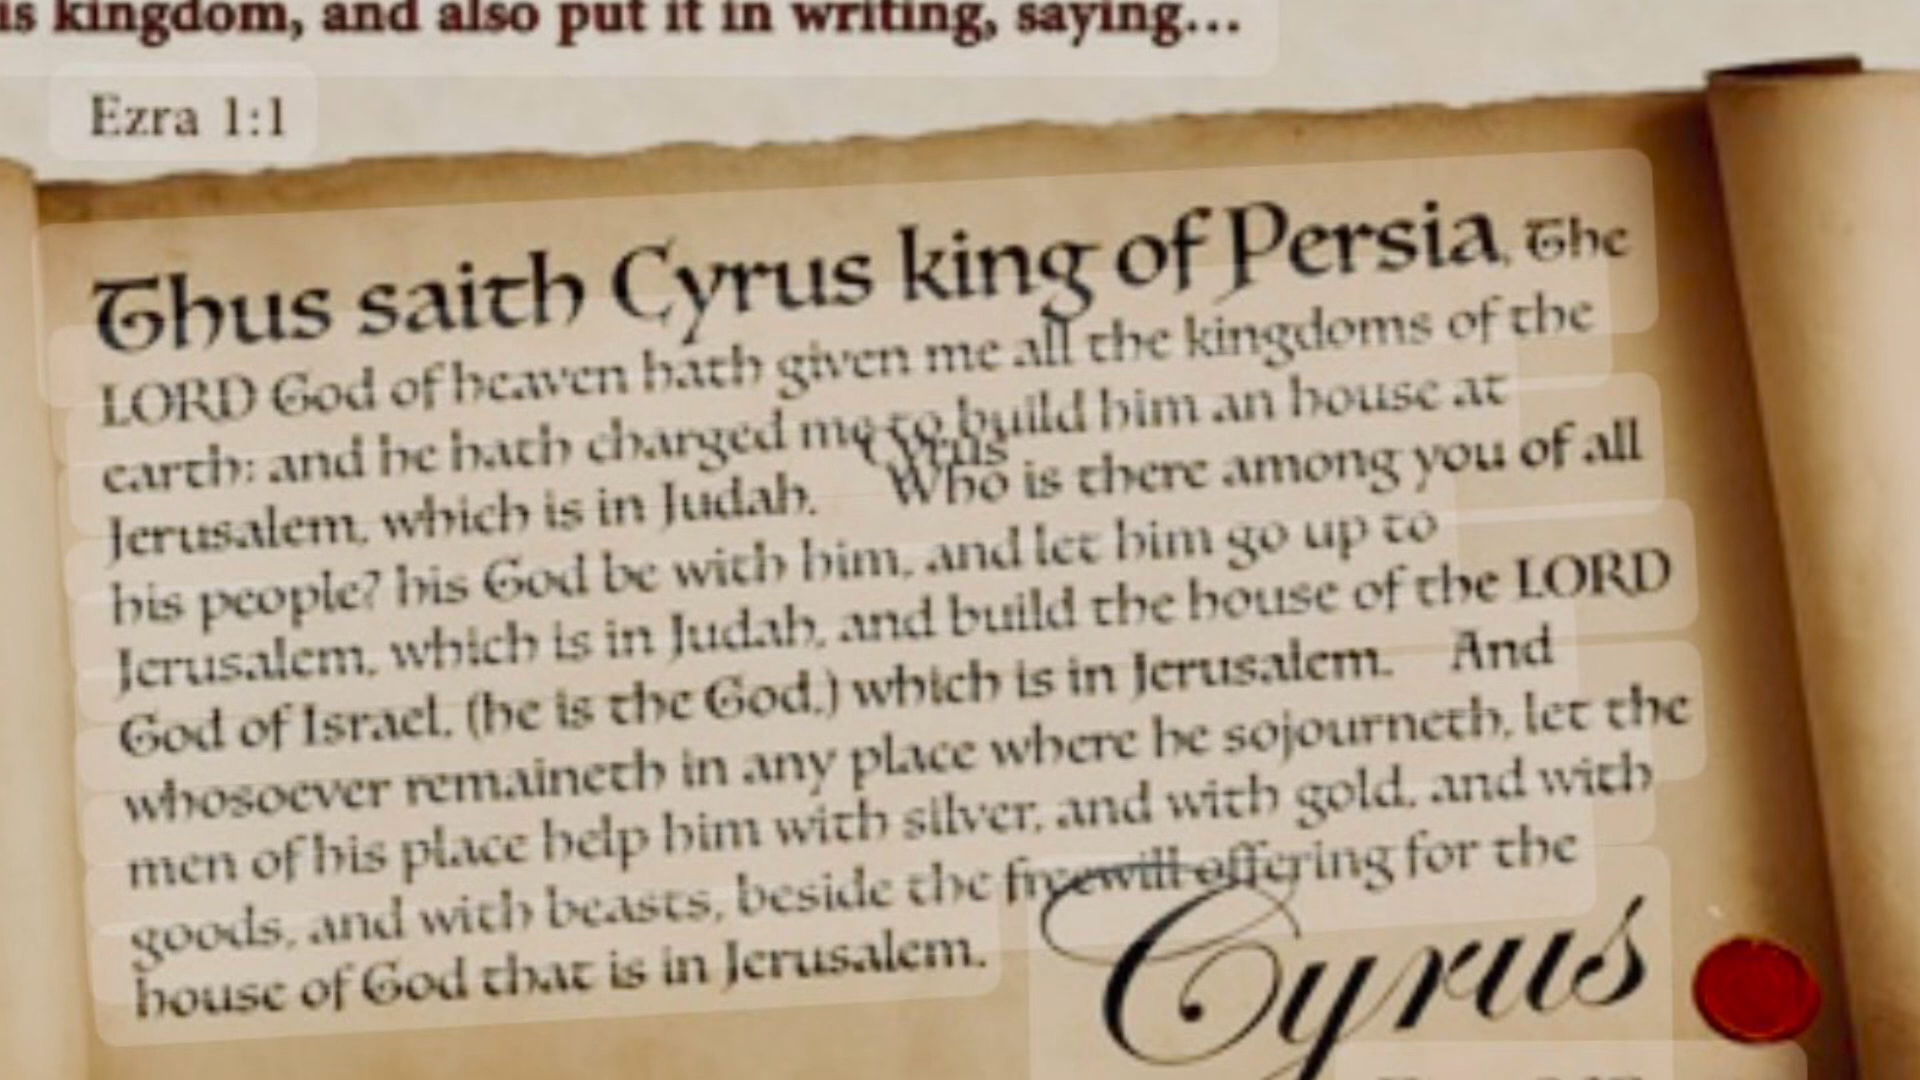 is kingdom, and also put it in writing, saying...
Ezra 1:1
Thus saith Cyrus king of Persia, The
LORD God of heaven hath given me all the kingdoms of the
earth; and he hath charged me to build him an house at
Cyrus
Jerusalem, which is in Judah. Who is there among you of all
his people? his God be with him, and let him go up to
Jerusalem, which is in Judah, and build the house of the LORD
God of Israel, (he is the God,) which is in Jerusalem. And
whosoever remaineth in any place where he sojourneth, let the
men of his place help him with silver, and with gold, and with
goods, and with beasts, beside the freewill offering for the
house of God that is in Jerusalem.
Cyrus